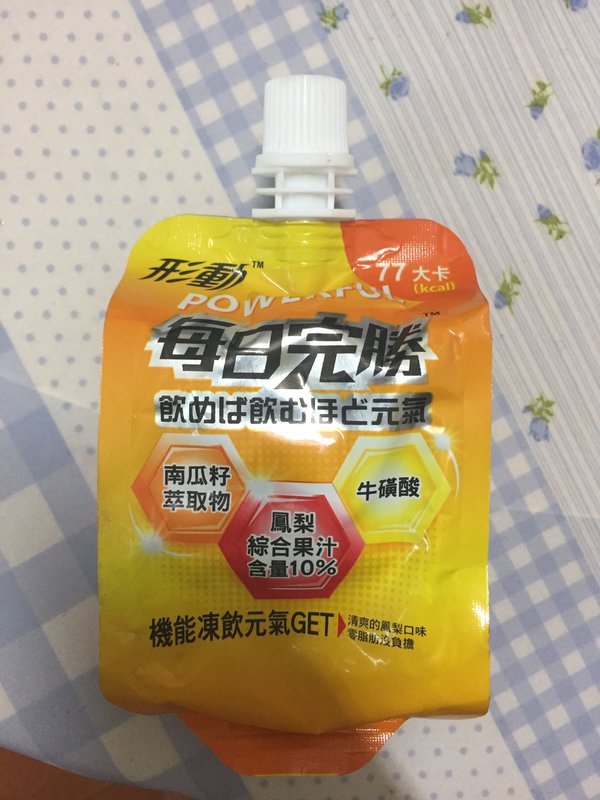 形動™
77大卡
(kcal)
POWERFUL
每日完勝™
飲めば飲むほど元氣
南瓜籽
萃取物
牛磺酸
鳳梨
綜合果汁
含量10%
機能凍飲元氣GET
清爽的鳳梨口味
零脂肪沒負擔